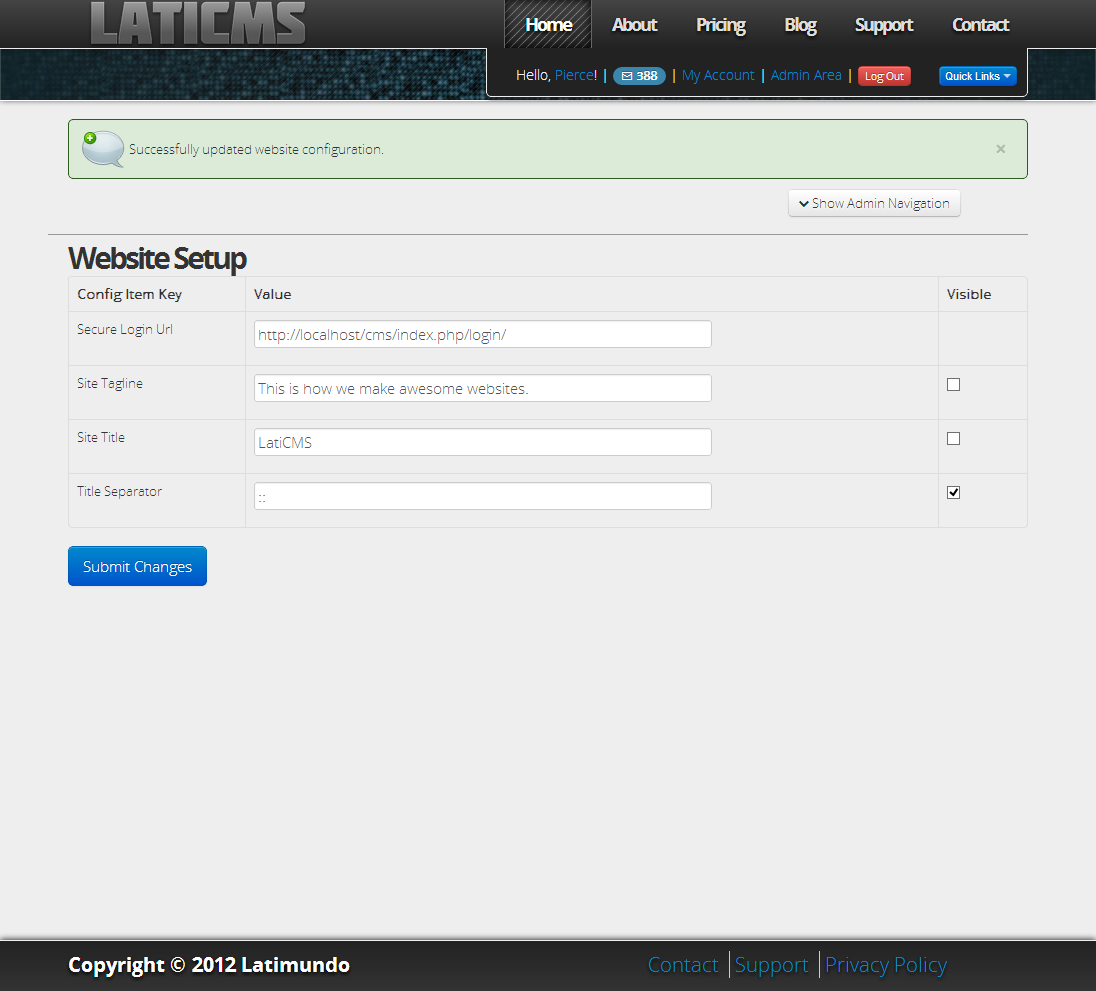 LATICMS
Home About Pricing Blog Support Contact
Hello, Pierce! | 388 | My Account | Admin Area | Log Out Quick Links
Successfully updated website configuration. ×
Show Admin Navigation
Website Setup
Config Item Key Value Visible
Secure Login Url http://localhost/cms/index.php/login/
Site Tagline This is how we make awesome websites.
Site Title LatiCMS
Title Separator ::
Submit Changes
Copyright © 2012 Latimundo Contact Support Privacy Policy